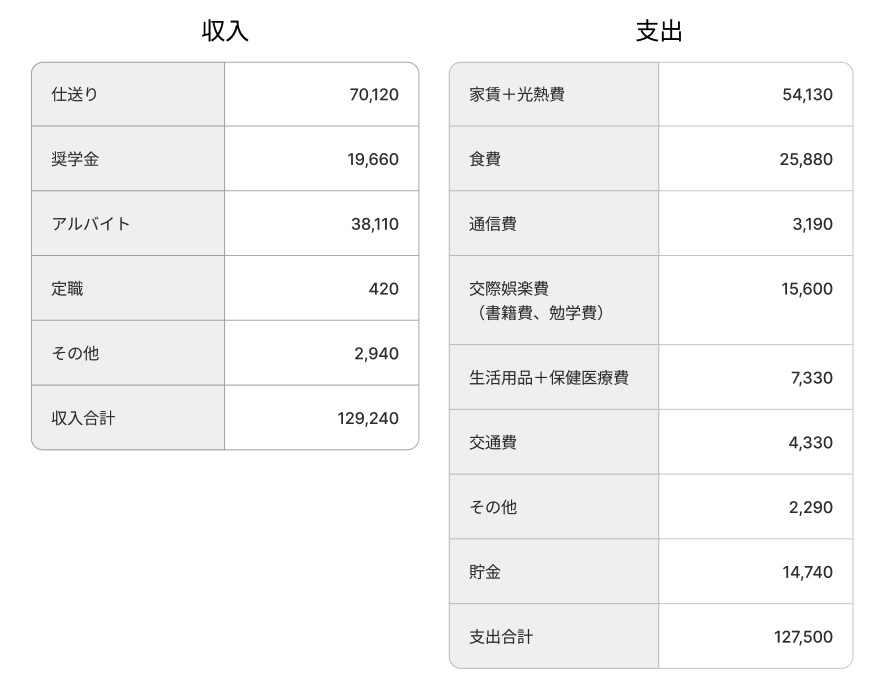 収入
仕送り 70,120
奨学金 19,660
アルバイト 38,110
定職 420
その他 2,940
収入合計 129,240
支出
家賃＋光熱費 54,130
食費 25,880
通信費 3,190
交際娯楽費 15,600
（書籍費、勉学費）
生活用品＋保健医療費 7,330
交通費 4,330
その他 2,290
貯金 14,740
支出合計 127,500